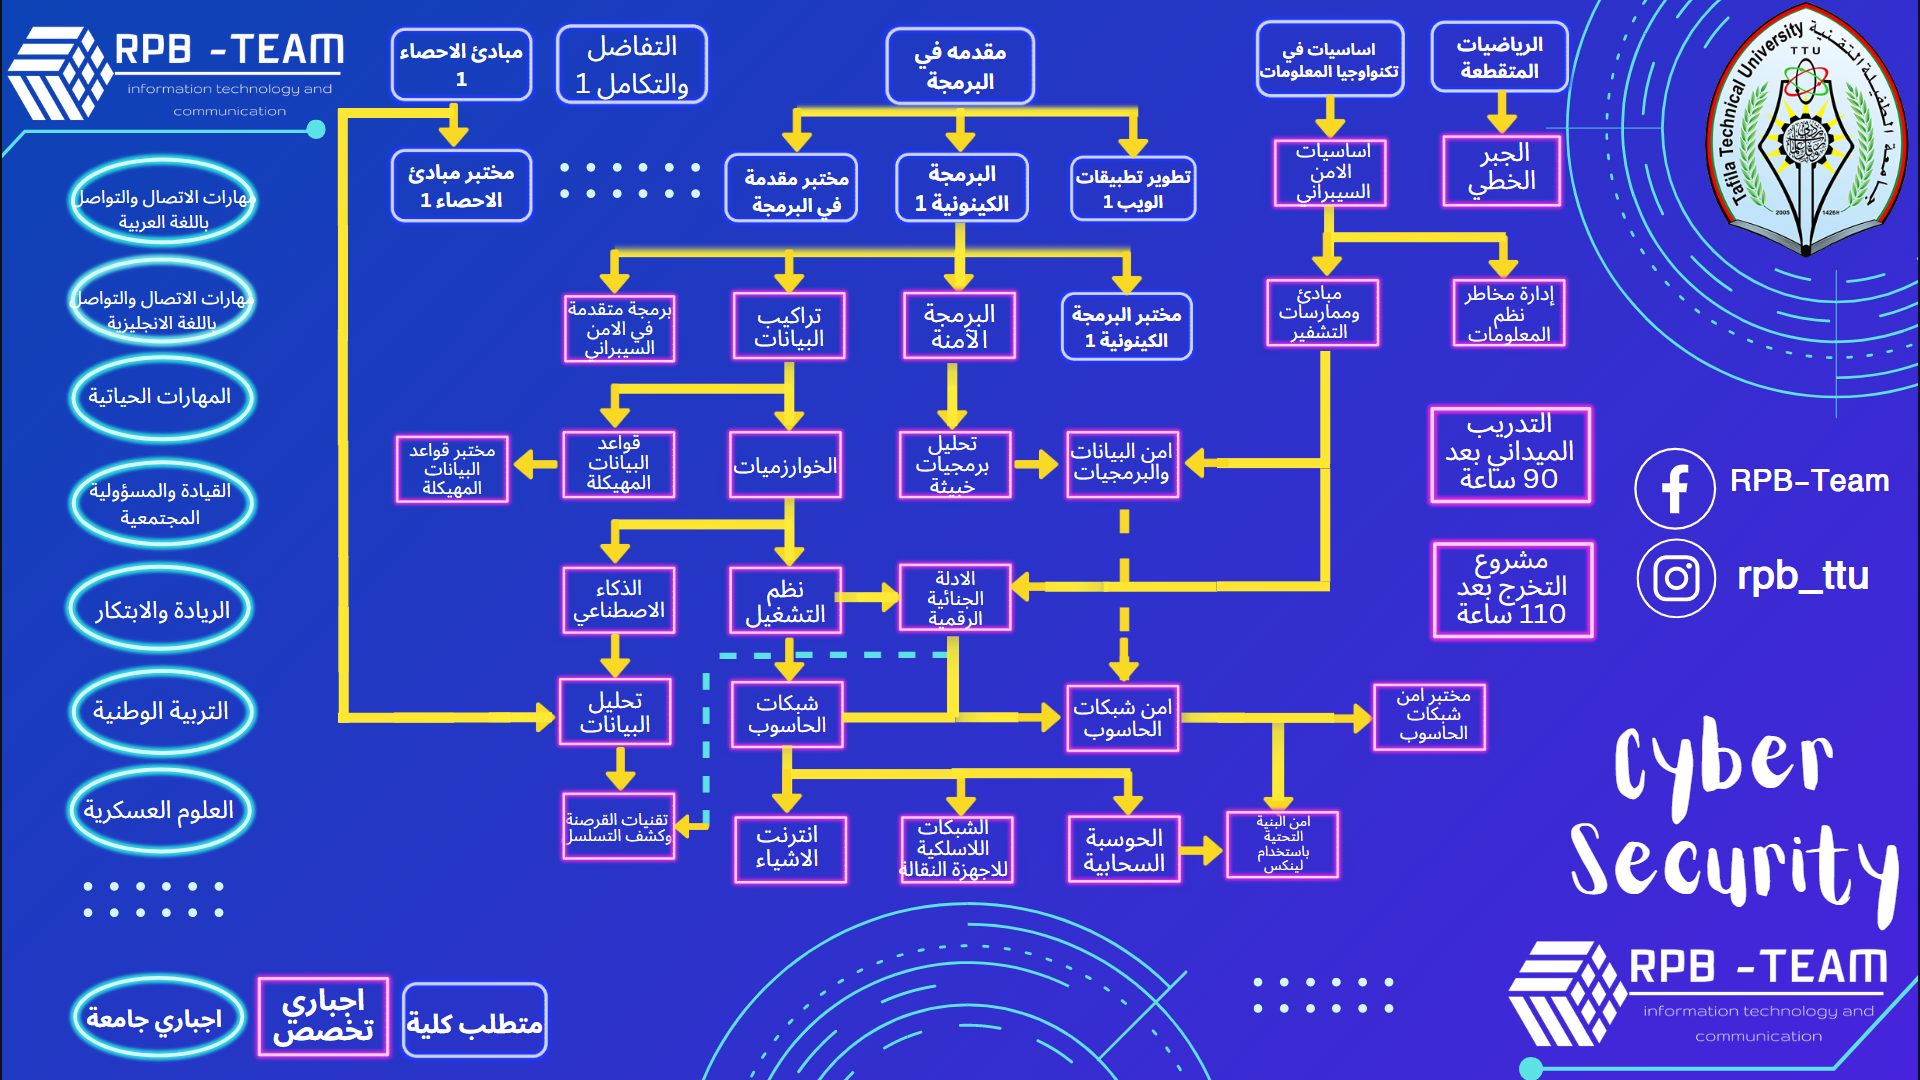 RPB -TEAM
information technology and
communication
مبادئ الاحصاء
1
التفاضل
والتكامل 1
مقدمه في
البرمجة
اساسيات في
تكنواوجيا المعلومات
الرياضيات
المتقطعة
Tafila Technical University
جامعة الطفيلة التقنية
TTU
2005
مختبر مبادئ
الاحصاء 1
مختبر مقدمة
في البرمجة
البرمجة
الكينونية 1
تطوير تطبيقات
الويب 1
اساسيات
الامن
السيبراني
الجبر
الخطي
مهارات الاتصال والتواصل
باللغة العربية
مهارات الاتصال والتواصل
باللغة الانجليزية
المهارات الحياتية
القيادة والمسؤولية
المجتمعية
الريادة والابتكار
التربية الوطنية
العلوم العسكرية
برمجة متقدمة
في الامن
السيبراني
تراكيب
البيانات
البرمجة
الآمنة
مختبر البرمجة
الكينونية 1
مبادئ
وممارسات
التشفير
إدارة مخاطر
نظم
المعلومات
مختبر قواعد
البيانات
المهيكلة
قواعد
البيانات
المهيكلة
الخوارزميات
تحليل
برمجيات
خبيثة
امن البيانات
والبرمجيات
التدريب
الميداني بعد
90 ساعة
RPB-Team
الذكاء
الاصطناعي
نظم
التشغيل
الادلة
الجنائية
الرقمية
مشروع
التخرج بعد
110 ساعة
rpb_ttu
تحليل
البيانات
شبكات
الحاسوب
امن شبكات
الحاسوب
مختبر امن
شبكات
الحاسوب
تقنيات القرصنة
وكشف التسلسل
انترنت
الاشياء
الشبكات
اللاسلكية
للاجهزة النقالة
الحوسبة
السحابية
امن البنية
التحتية
باستخدام
لينكس
Cyber
Security
اجباري جامعة
اجباري
تخصص
متطلب كلية
RPB -TEAM
information technology and
communication